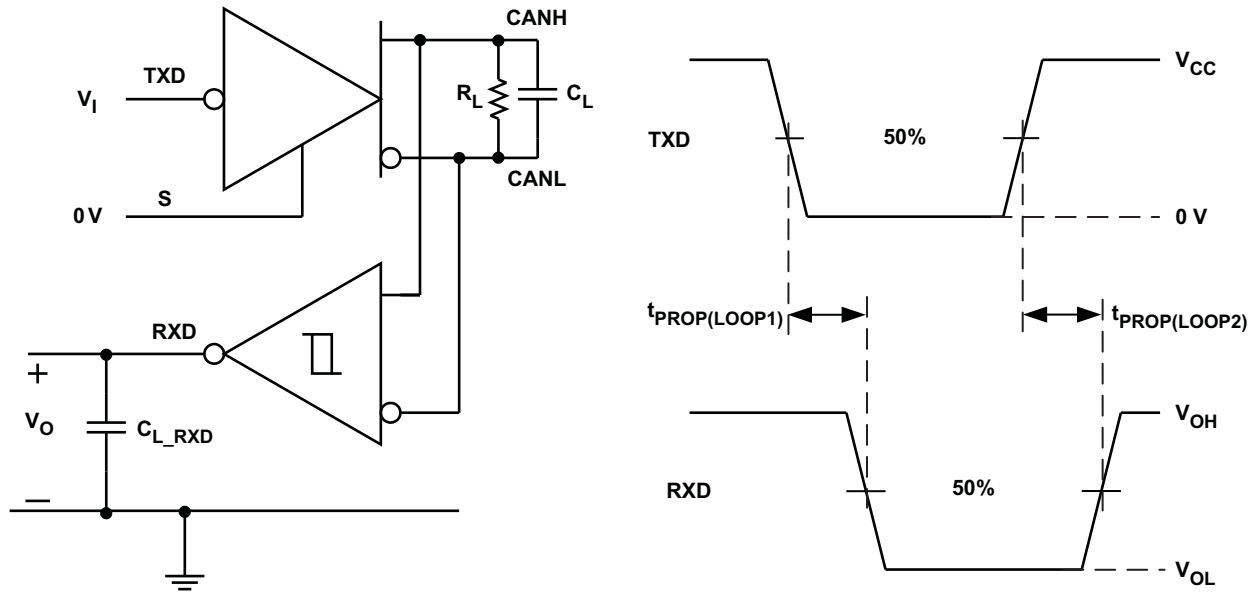 CANH
TXD
V_I
R_L
C_L
CANL
S
0 V
RXD
+
V_O
C_L_RXD
–
V_CC
TXD
50%
0 V
t_PROP(LOOP1)
t_PROP(LOOP2)
V_OH
RXD
50%
V_OL